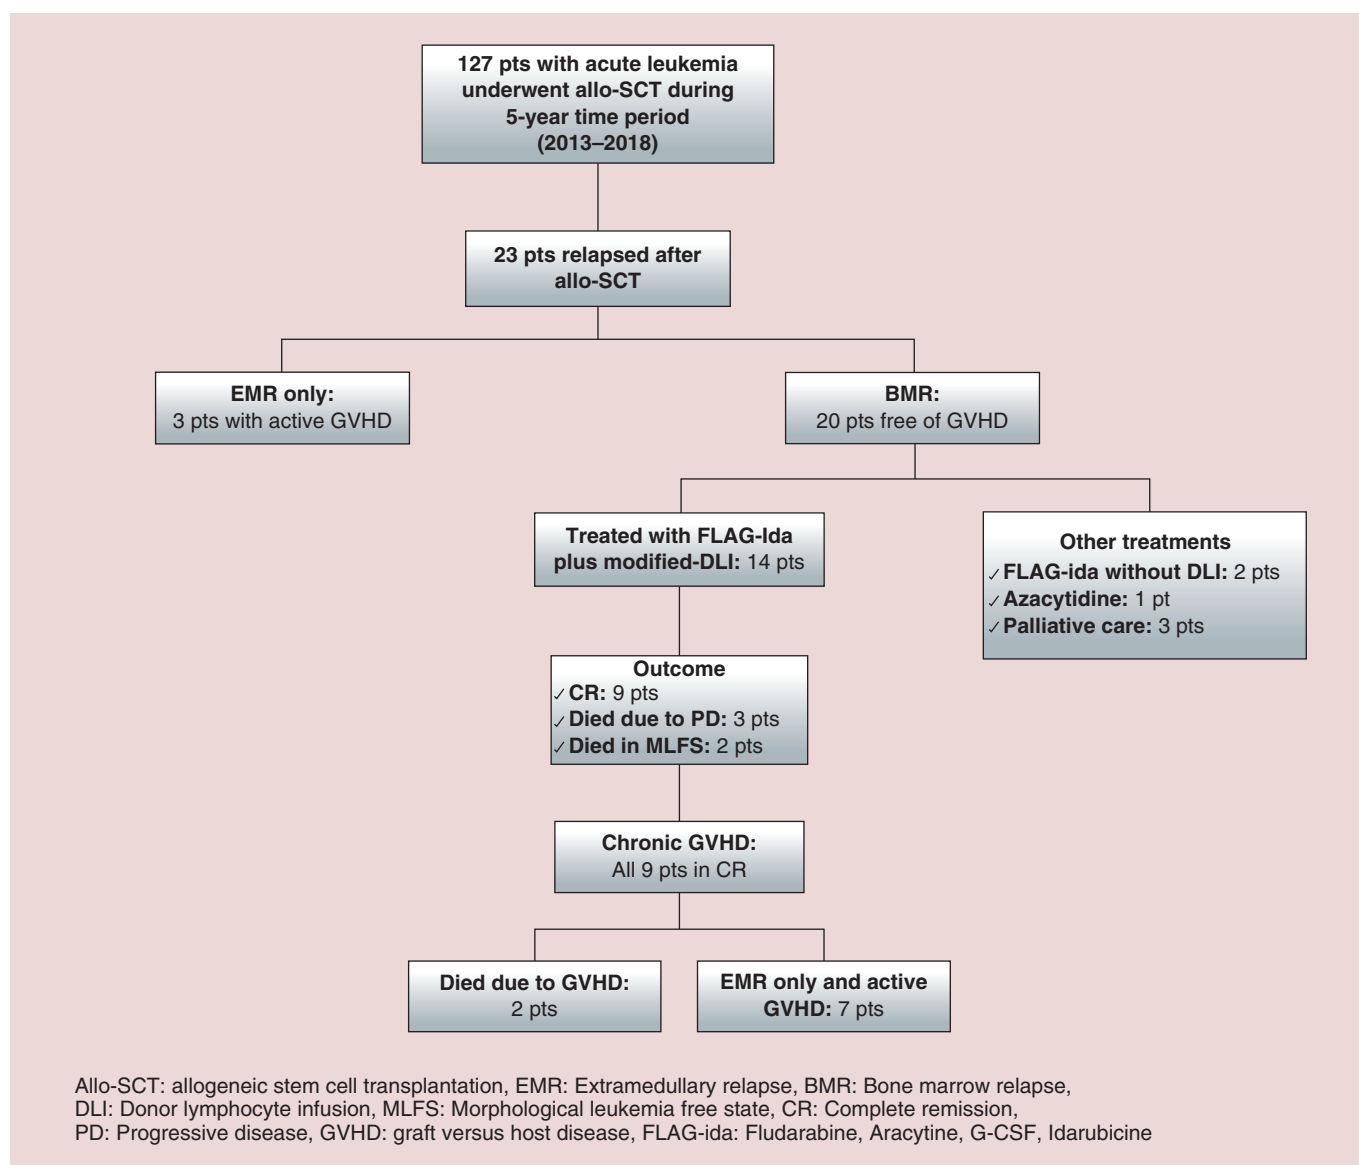 127 pts with acute leukemia
underwent allo-SCT during
5-year time period
(2013–2018)
23 pts relapsed after
allo-SCT
EMR only:
3 pts with active GVHD
BMR:
20 pts free of GVHD
Treated with FLAG-Ida
plus modified-DLI: 14 pts
Other treatments
✓ FLAG-ida without DLI: 2 pts
✓ Azacytidine: 1 pt
✓ Palliative care: 3 pts
Outcome
✓ CR: 9 pts
✓ Died due to PD: 3 pts
✓ Died in MLFS: 2 pts
Chronic GVHD:
All 9 pts in CR
Died due to GVHD:
2 pts
EMR only and active
GVHD: 7 pts
Allo-SCT: allogeneic stem cell transplantation, EMR: Extramedullary relapse, BMR: Bone marrow relapse,
DLI: Donor lymphocyte infusion, MLFS: Morphological leukemia free state, CR: Complete remission,
PD: Progressive disease, GVHD: graft versus host disease, FLAG-ida: Fludarabine, Aracytine, G-CSF, Idarubicine